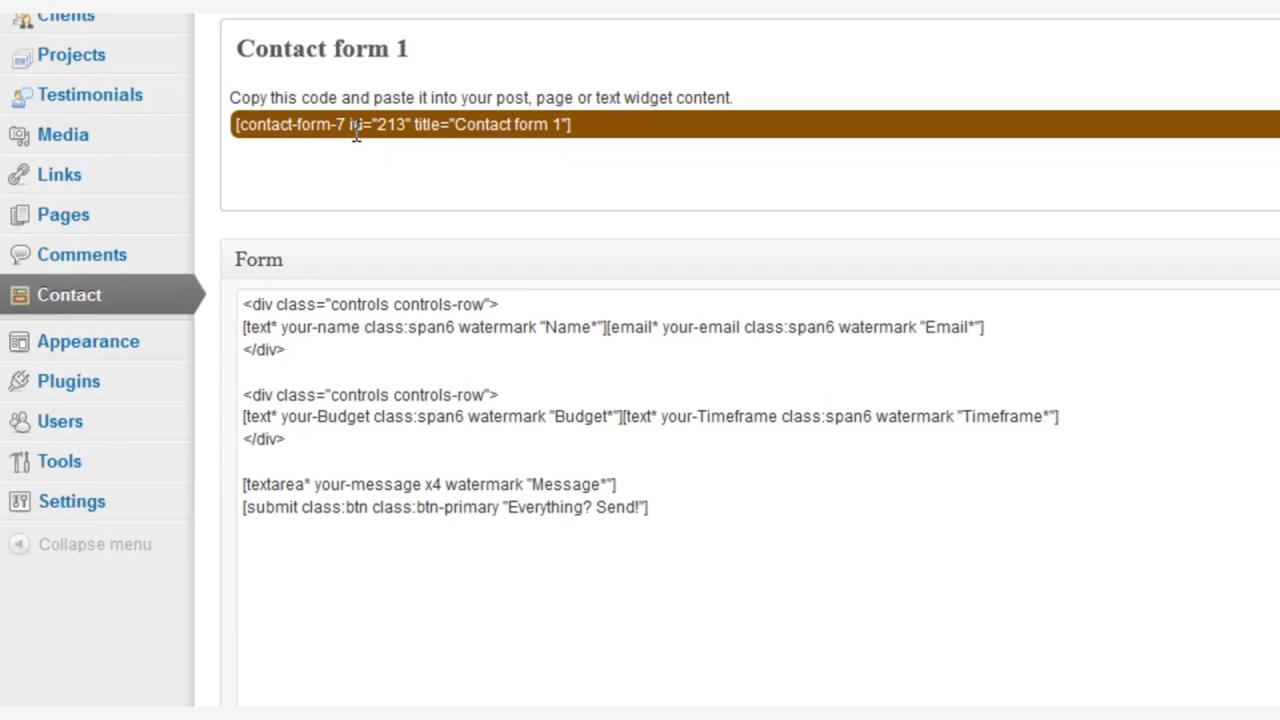 Clients
Projects
Testimonials
Media
Links
Pages
Comments
Contact
Appearance
Plugins
Users
Tools
Settings
Collapse menu
Contact form 1
Copy this code and paste it into your post, page or text widget content.
[contact-form-7 id="213" title="Contact form 1"]
Form
<div class="controls controls-row">
[text* your-name class:span6 watermark "Name*"][email* your-email class:span6 watermark "Email*"]
</div>
<div class="controls controls-row">
[text* your-Budget class:span6 watermark "Budget*"][text* your-Timeframe class:span6 watermark "Timeframe*"]
</div>
[textarea* your-message x4 watermark "Message*"]
[submit class:btn class:btn-primary "Everything? Send!"]